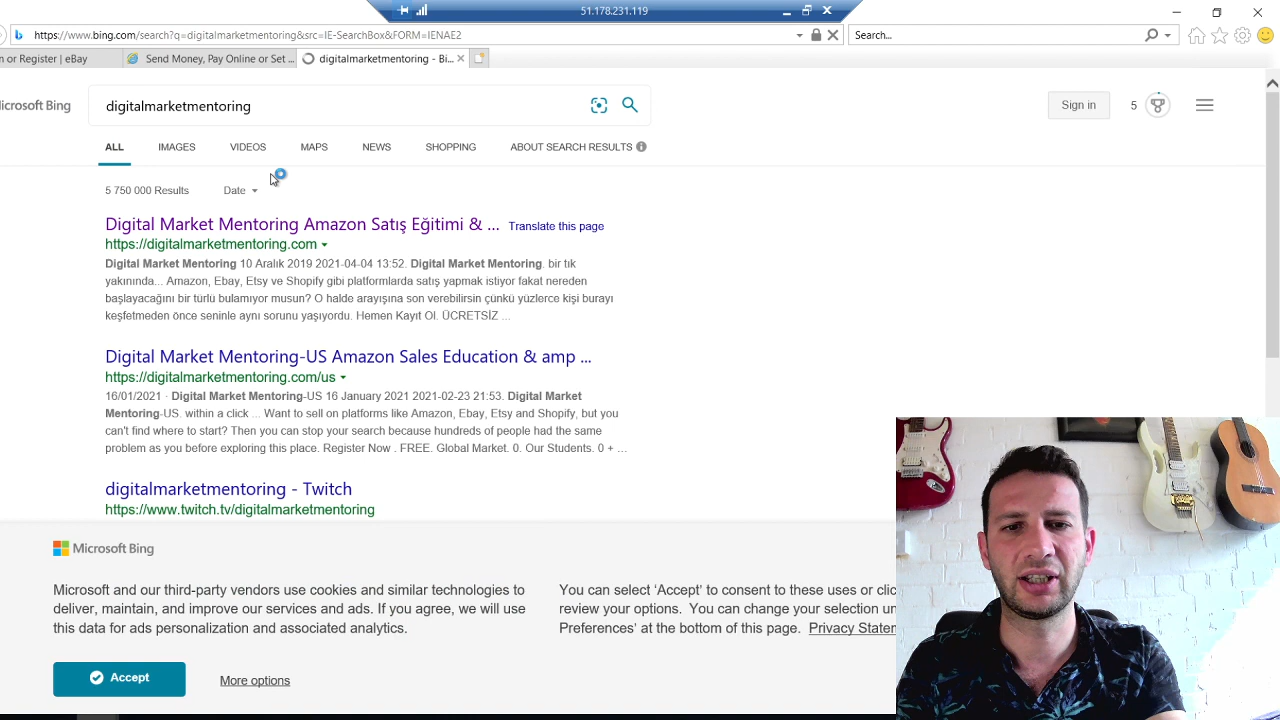 51.178.231.119
https://www.bing.com/search?q=digitalmarketmentoring&src=IE-SearchBox&FORM=IENAE2
Search...
n or Register | eBay
Send Money, Pay Online or Set ...
digitalmarketmentoring - Bi...
Microsoft Bing
digitalmarketmentoring
Sign in
5
ALL
IMAGES
VIDEOS
MAPS
NEWS
SHOPPING
ABOUT SEARCH RESULTS
5 750 000 Results
Date
Digital Market Mentoring Amazon Satış Eğitimi & ...
Translate this page
https://digitalmarketmentoring.com
Digital Market Mentoring 10 Aralık 2019 2021-04-04 13:52. Digital Market Mentoring. bir tık
yakınında... Amazon, Ebay, Etsy ve Shopify gibi platformlarda satış yapmak istiyor fakat nereden
başlayacağını bir türlü bulamıyor musun? O halde arayışına son verebilirsin çünkü yüzlerce kişi burayı
keşfetmeden önce seninle aynı sorunu yaşıyordu. Hemen Kayıt Ol. ÜCRETSİZ ...
Digital Market Mentoring-US Amazon Sales Education & amp ...
https://digitalmarketmentoring.com/us
16/01/2021 · Digital Market Mentoring-US 16 January 2021 2021-02-23 21:53. Digital Market
Mentoring-US. within a click ... Want to sell on platforms like Amazon, Ebay, Etsy and Shopify, but you
can't find where to start? Then you can stop your search because hundreds of people had the same
problem as you before exploring this place. Register Now . FREE. Global Market. 0. Our Students. 0 + ...
digitalmarketmentoring - Twitch
https://www.twitch.tv/digitalmarketmentoring
Microsoft Bing
Microsoft and our third-party vendors use cookies and similar technologies to
deliver, maintain, and improve our services and ads. If you agree, we will use
this data for ads personalization and associated analytics.
You can select 'Accept' to consent to these uses or clic
review your options. You can change your selection un
Preferences' at the bottom of this page. Privacy Statem
Accept
More options